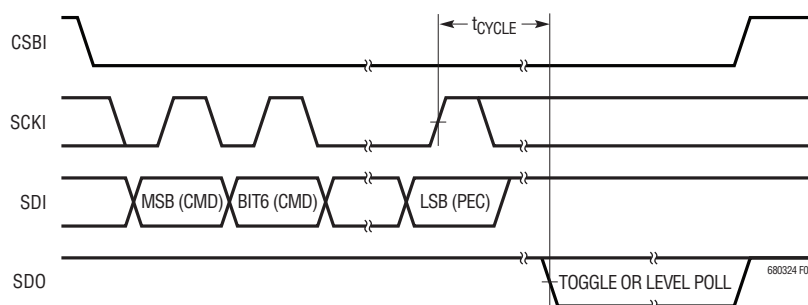 tCYCLE
CSBI
SCKI
SDI
MSB (CMD)
BIT6 (CMD)
LSB (PEC)
SDO
TOGGLE OR LEVEL POLL
680324 F0